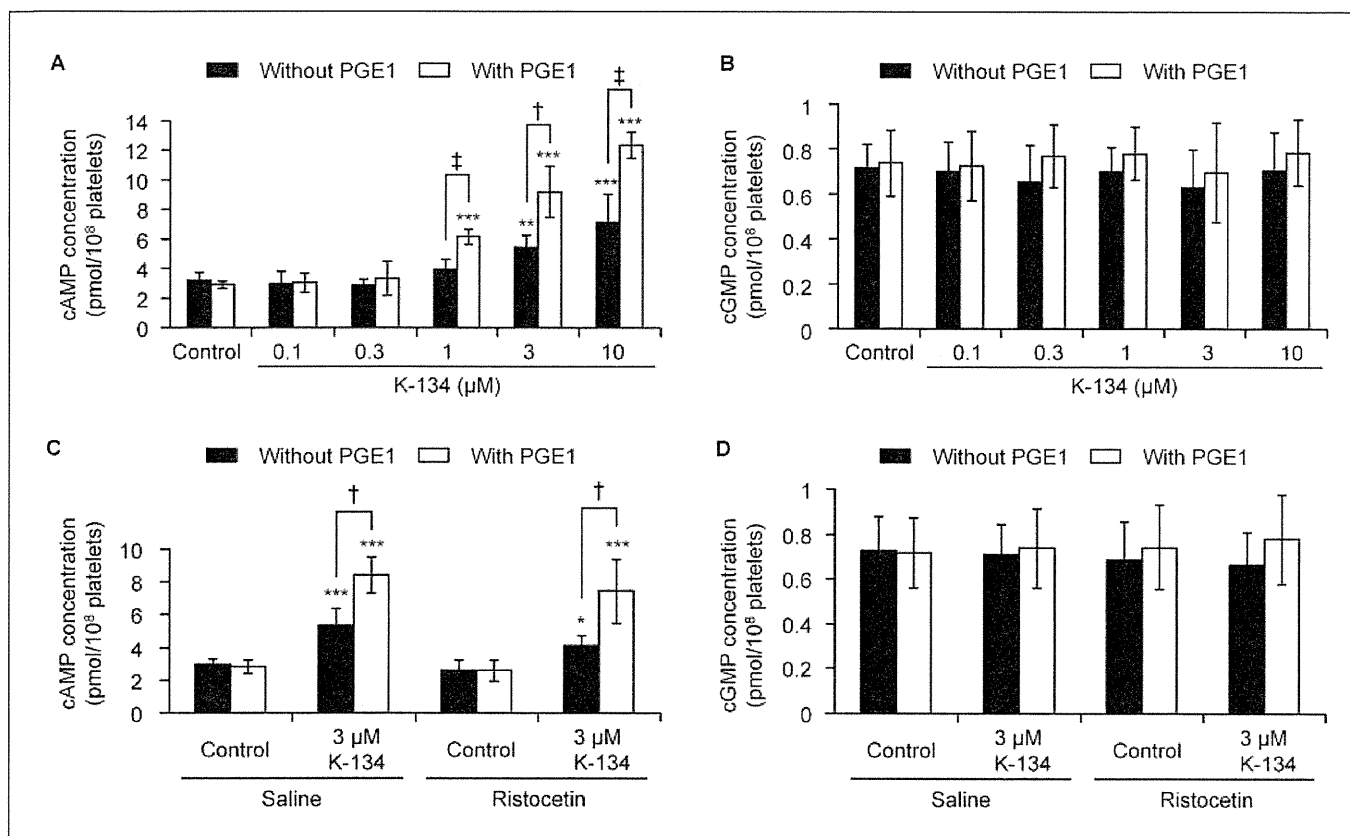 A
Without PGE1
With PGE1
cAMP concentration
(pmol/10⁸ platelets)
14
12
10
8
6
4
2
0
‡
***
†
**
***
‡
***
***
Control
0.1
0.3
1
3
10
K-134 (µM)
B
Without PGE1
With PGE1
cGMP concentration
(pmol/10⁸ platelets)
1
0.8
0.6
0.4
0.2
0
Control
0.1
0.3
1
3
10
K-134 (µM)
C
Without PGE1
With PGE1
cAMP concentration
(pmol/10⁸ platelets)
10
8
6
4
2
0
†
***
***
†
*
***
Control
3 µM
K-134
Control
3 µM
K-134
Saline
Ristocetin
D
Without PGE1
With PGE1
cGMP concentration
(pmol/10⁸ platelets)
1
0.8
0.6
0.4
0.2
0
Control
3 µM
K-134
Control
3 µM
K-134
Saline
Ristocetin